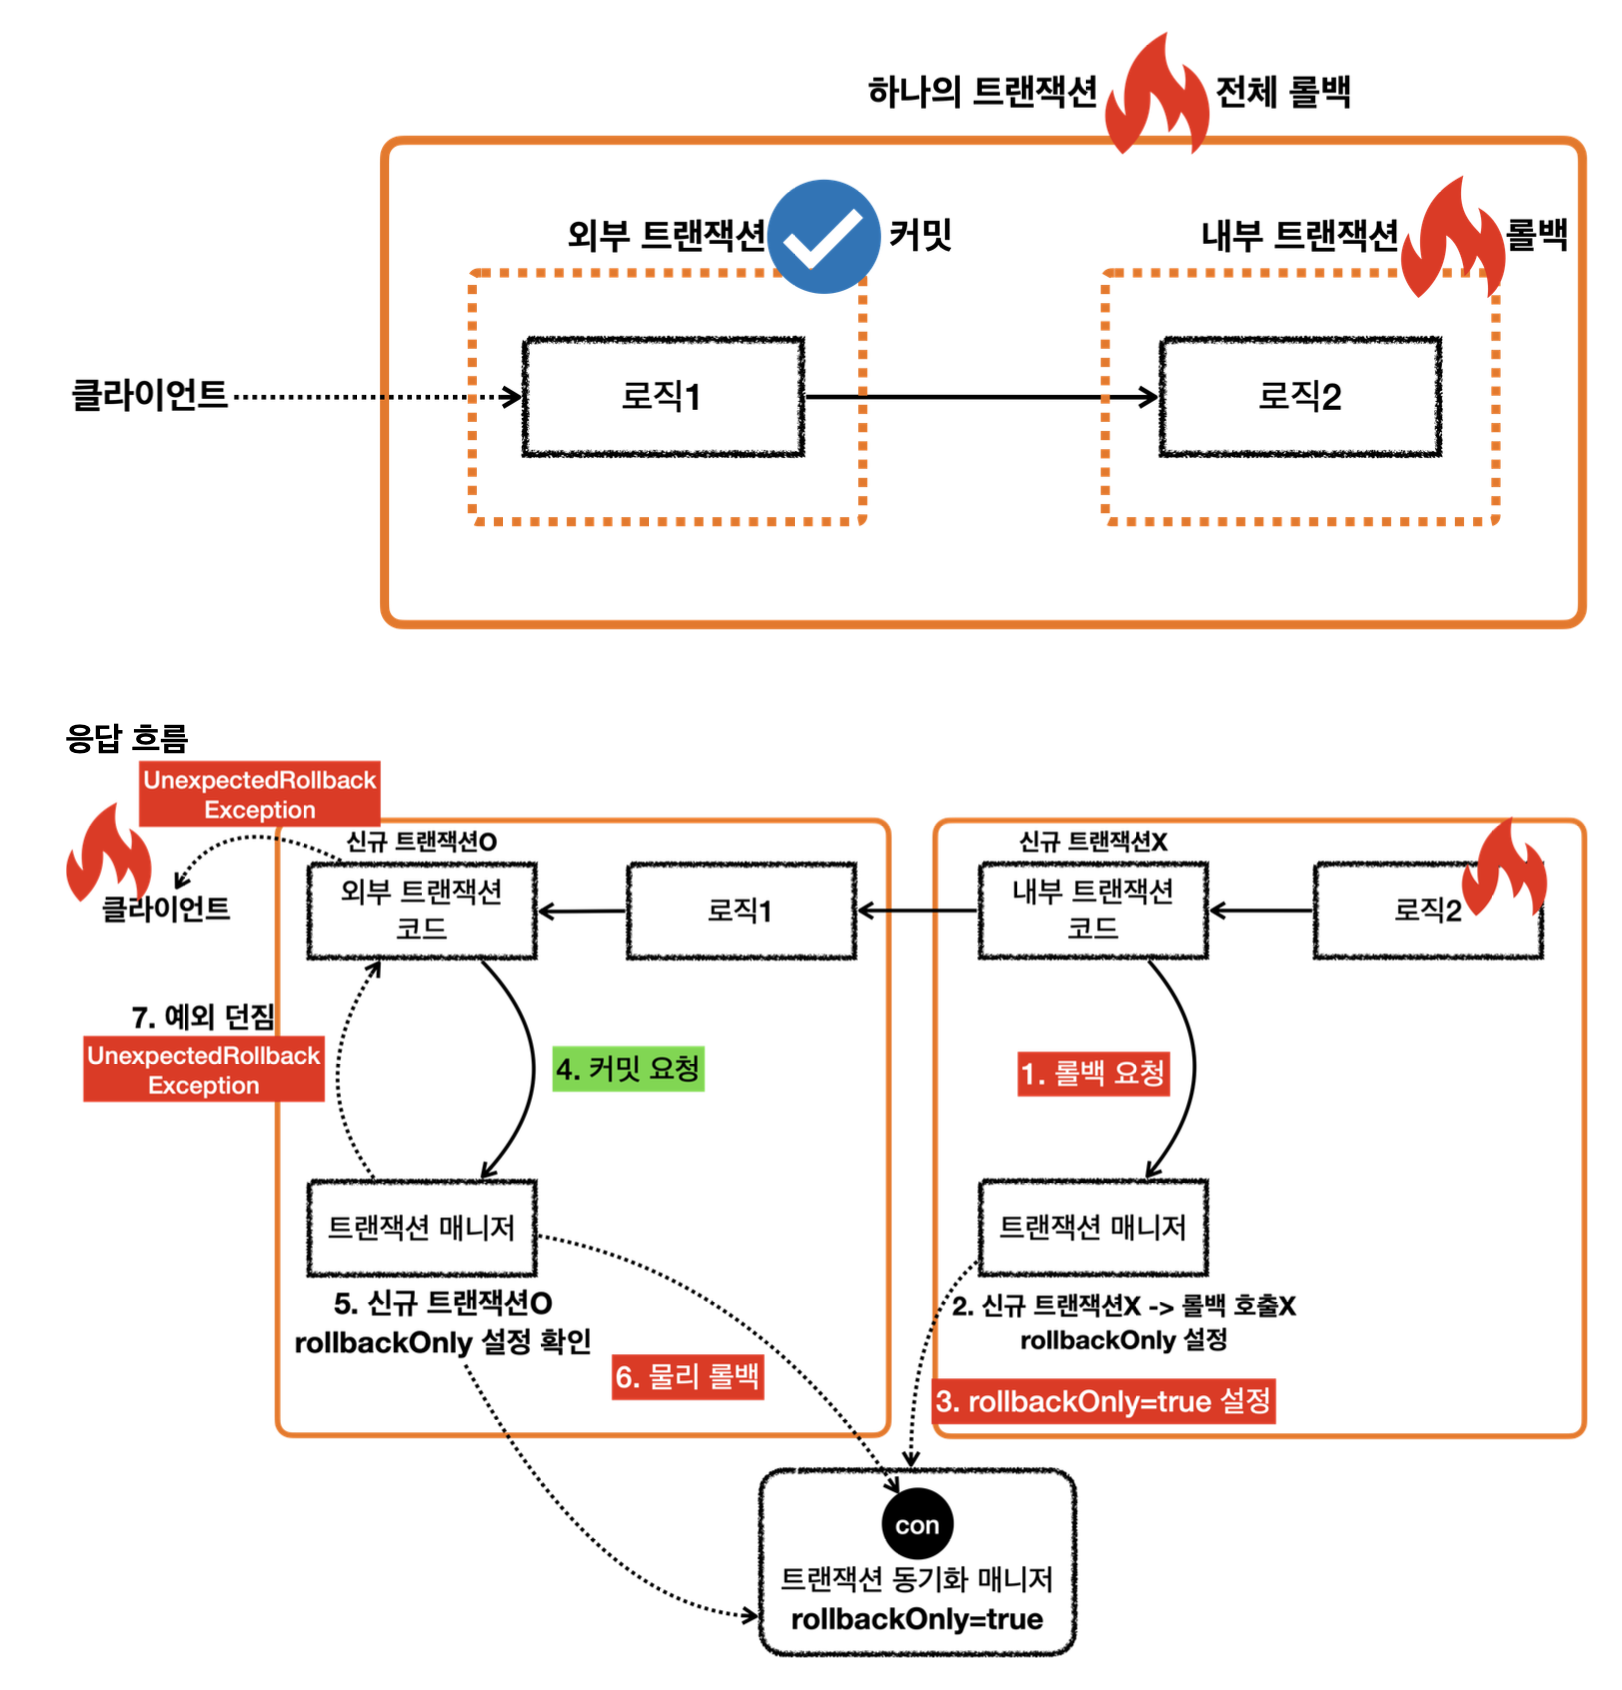 하나의 트랜잭션 전체 롤백
외부 트랜잭션 커밋
내부 트랜잭션 롤백
클라이언트
로직1
로직2
응답 흐름
UnexpectedRollback
Exception
클라이언트
신규 트랜잭션O
외부 트랜잭션
코드
로직1
신규 트랜잭션X
내부 트랜잭션
코드
로직2
7. 예외 던짐
UnexpectedRollback
Exception
4. 커밋 요청
1. 롤백 요청
트랜잭션 매니저
트랜잭션 매니저
5. 신규 트랜잭션O
rollbackOnly 설정 확인
2. 신규 트랜잭션X -> 롤백 호출X
rollbackOnly 설정
6. 물리 롤백
3. rollbackOnly=true 설정
con
트랜잭션 동기화 매니저
rollbackOnly=true